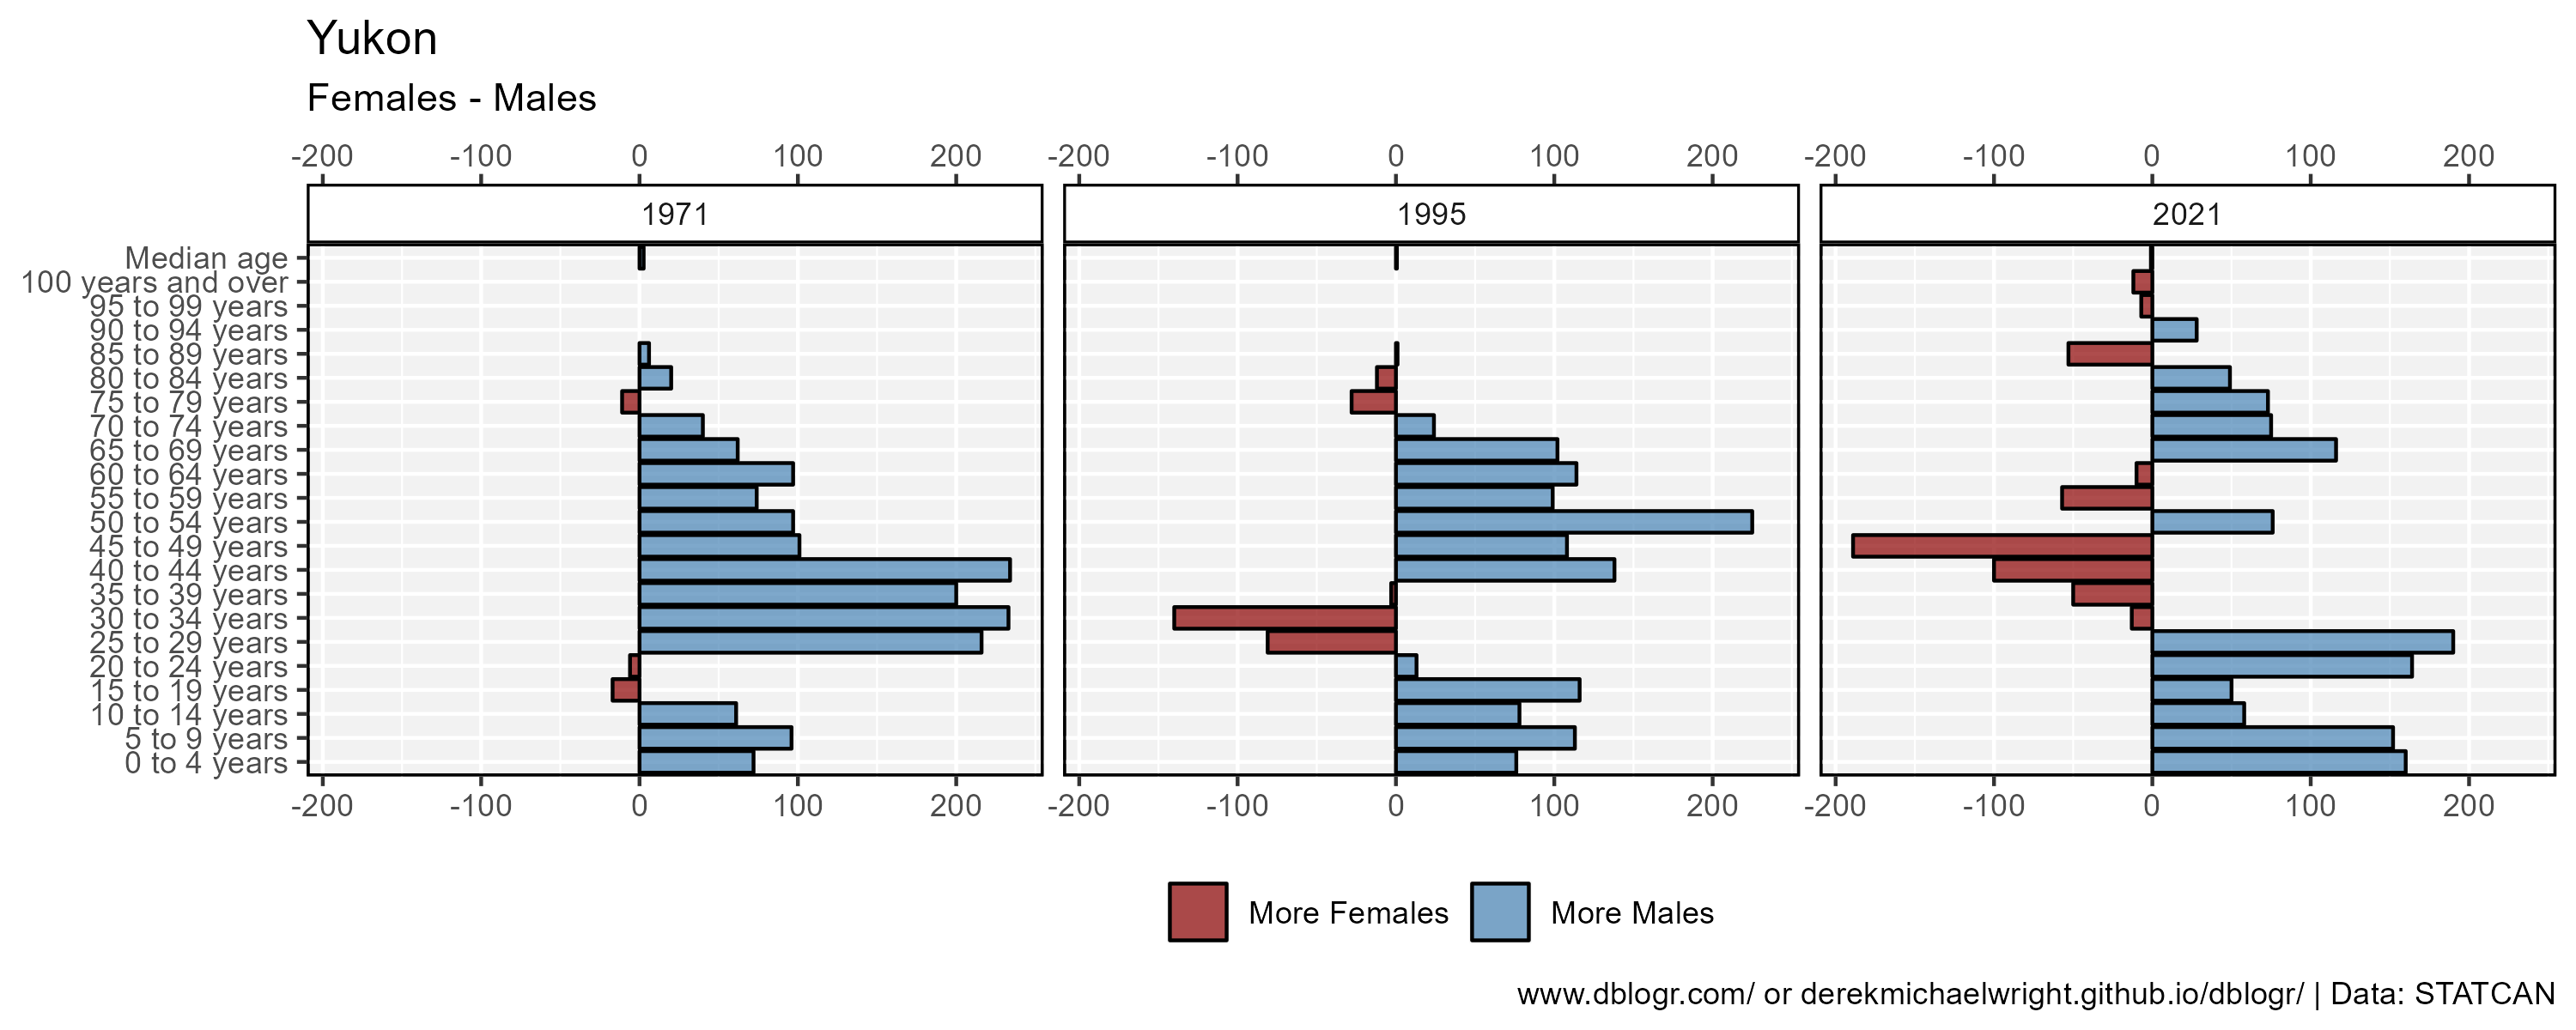 Yukon
Females - Males
-200 -100 0 100 200 -200 -100 0 100 200 -200 -100 0 100 200
1971 1995 2021
Median age
100 years and over
95 to 99 years
90 to 94 years
85 to 89 years
80 to 84 years
75 to 79 years
70 to 74 years
65 to 69 years
60 to 64 years
55 to 59 years
50 to 54 years
45 to 49 years
40 to 44 years
35 to 39 years
30 to 34 years
25 to 29 years
20 to 24 years
15 to 19 years
10 to 14 years
5 to 9 years
0 to 4 years
-200 -100 0 100 200 -200 -100 0 100 200 -200 -100 0 100 200
More Females More Males
www.dblogr.com/ or derekmichaelwright.github.io/dblogr/ | Data: STATCAN